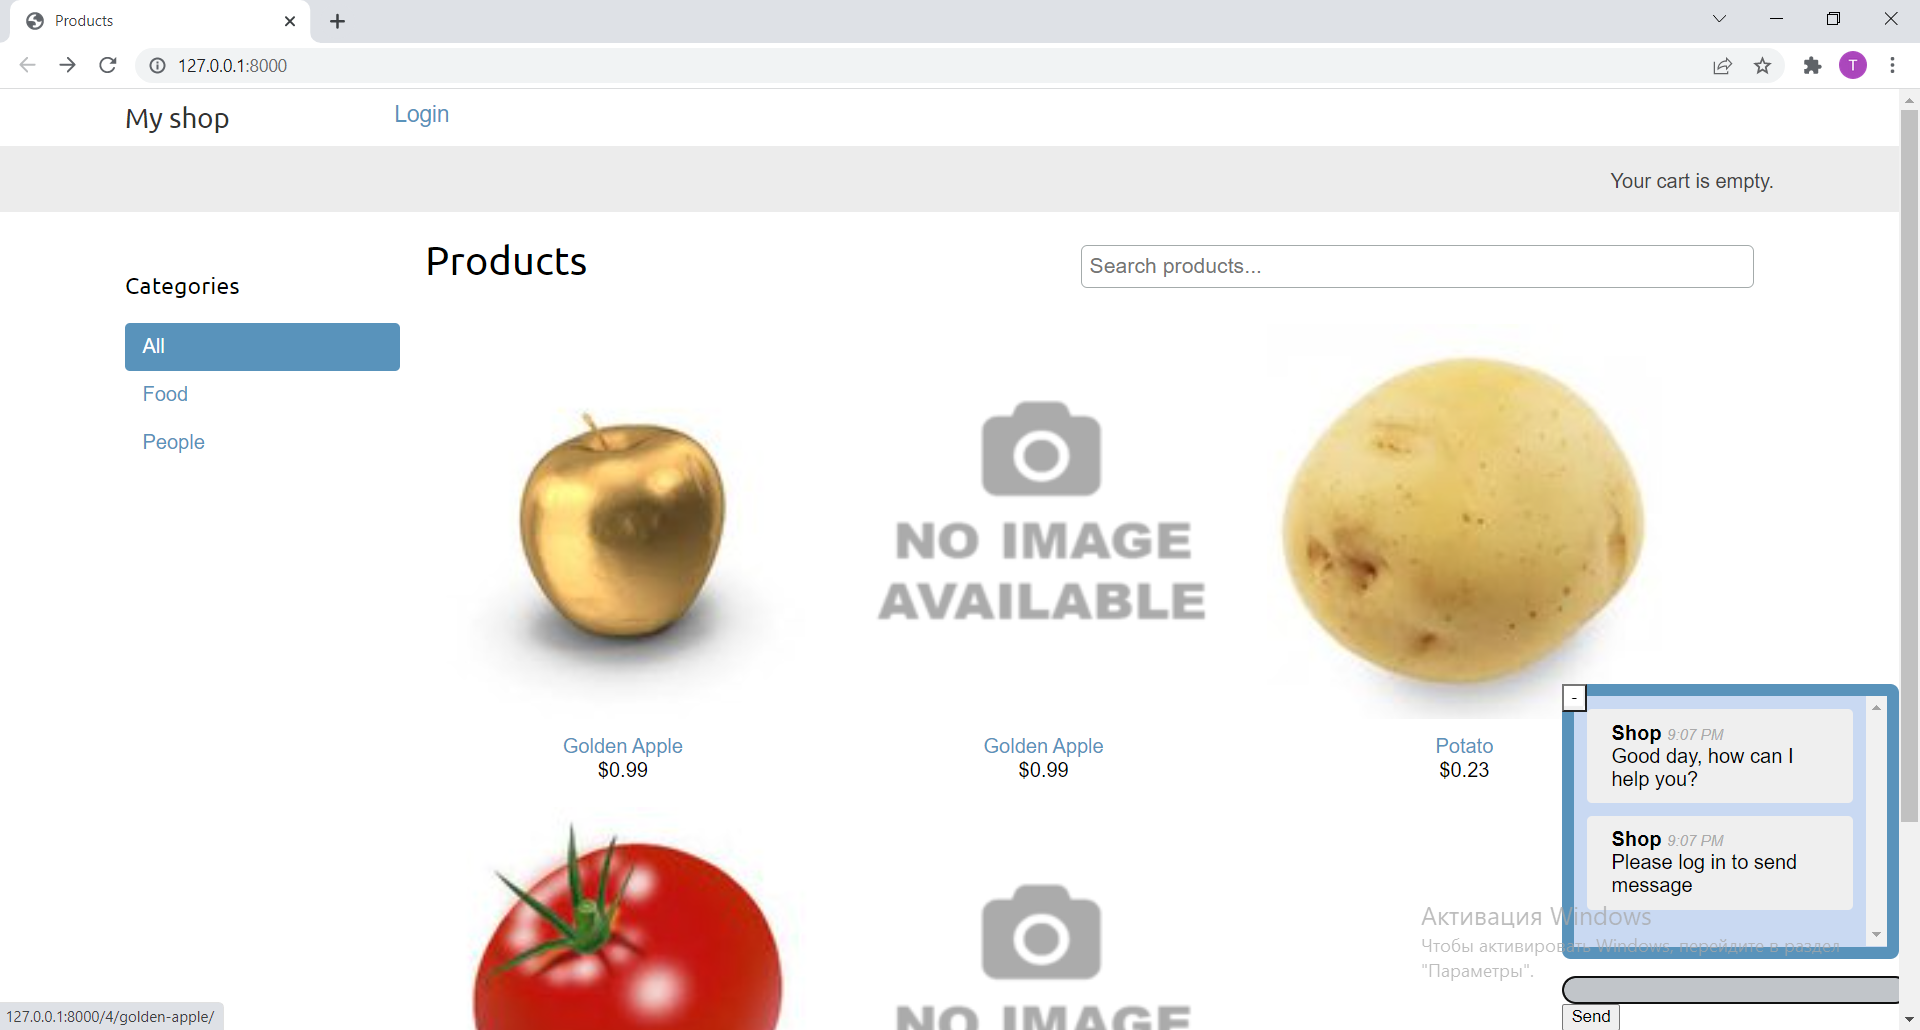 Products
127.0.0.1:8000
T
My shop
Login
Your cart is empty.
Products
Search products...
Categories
All
Food
People
NO IMAGE
AVAILABLE
Golden Apple
$0.99
Golden Apple
$0.99
Potato
$0.23
-
Shop 9:07 PM
Good day, how can I
help you?
Shop 9:07 PM
Please log in to send
message
Активация Windows
Чтобы активировать Windows, перейдите в раздел
"Параметры".
NO IMAGE
Send
127.0.0.1:8000/4/golden-apple/